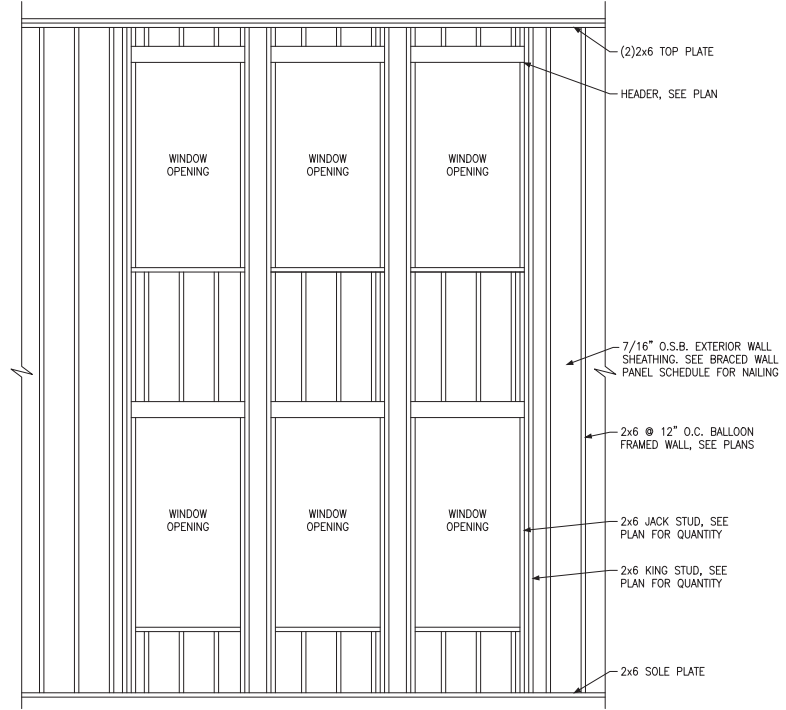 (2)2x6 TOP PLATE
HEADER, SEE PLAN
WINDOW
OPENING
WINDOW
OPENING
WINDOW
OPENING
7/16" O.S.B. EXTERIOR WALL
SHEATHING. SEE BRACED WALL
PANEL SCHEDULE FOR NAILING
2x6 @ 12" O.C. BALLOON
FRAMED WALL, SEE PLANS
WINDOW
OPENING
WINDOW
OPENING
WINDOW
OPENING
2x6 JACK STUD, SEE
PLAN FOR QUANTITY
2x6 KING STUD, SEE
PLAN FOR QUANTITY
2x6 SOLE PLATE